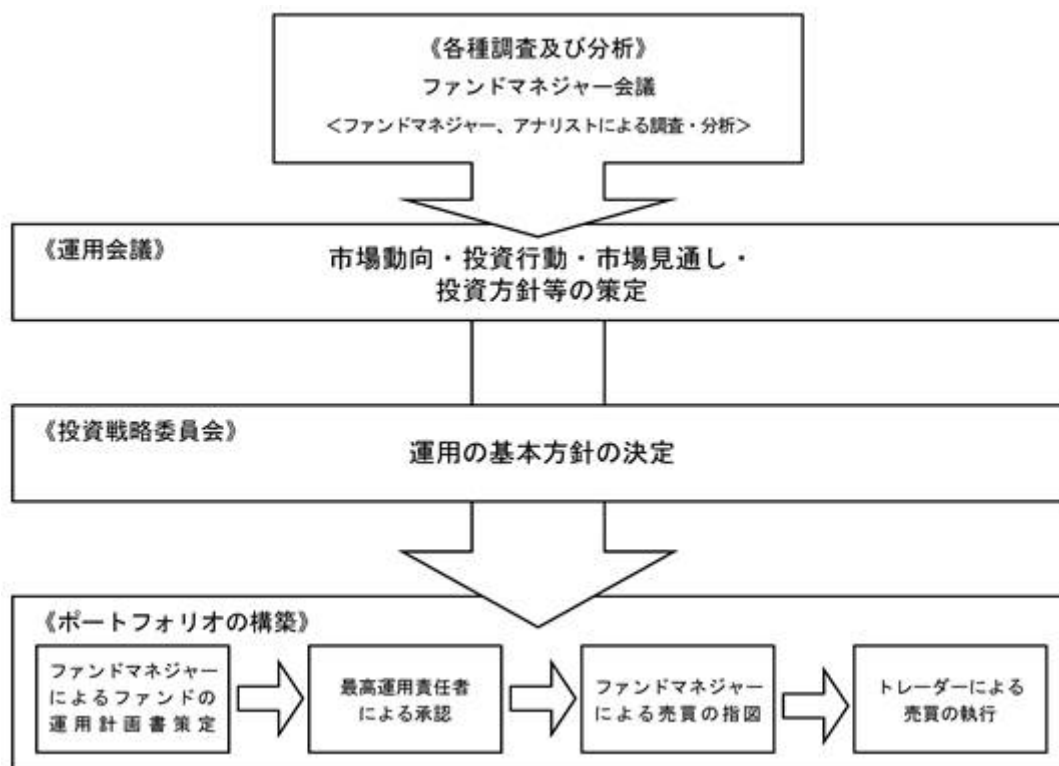 《各種調査及び分析》
ファンドマネジャー会議
<ファンドマネジャー、アナリストによる調査・分析>
《運用会議》
市場動向・投資行動・市場見通し・
投資方針等の策定
《投資戦略委員会》
運用の基本方針の決定
《ポートフォリオの構築》
ファンドマネジャー
によるファンドの
運用計画書策定
最高運用責任者
による承認
ファンドマネジャー
による売買の指図
トレーダーによる
売買の執行